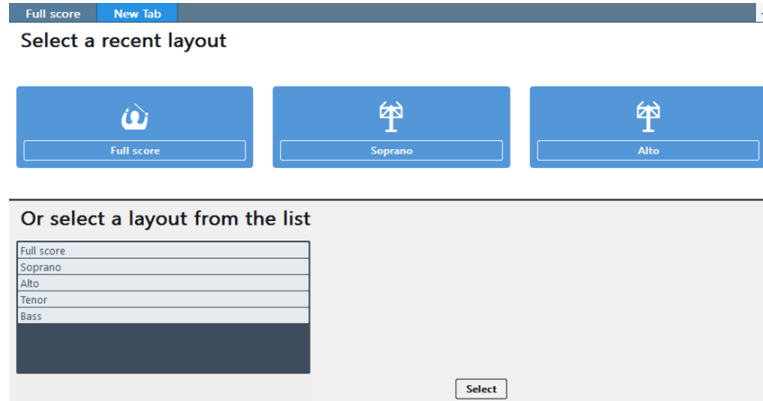 Full score New Tab
Select a recent layout
Full score Soprano Alto
Or select a layout from the list
Full score
Soprano
Alto
Tenor
Bass
Select